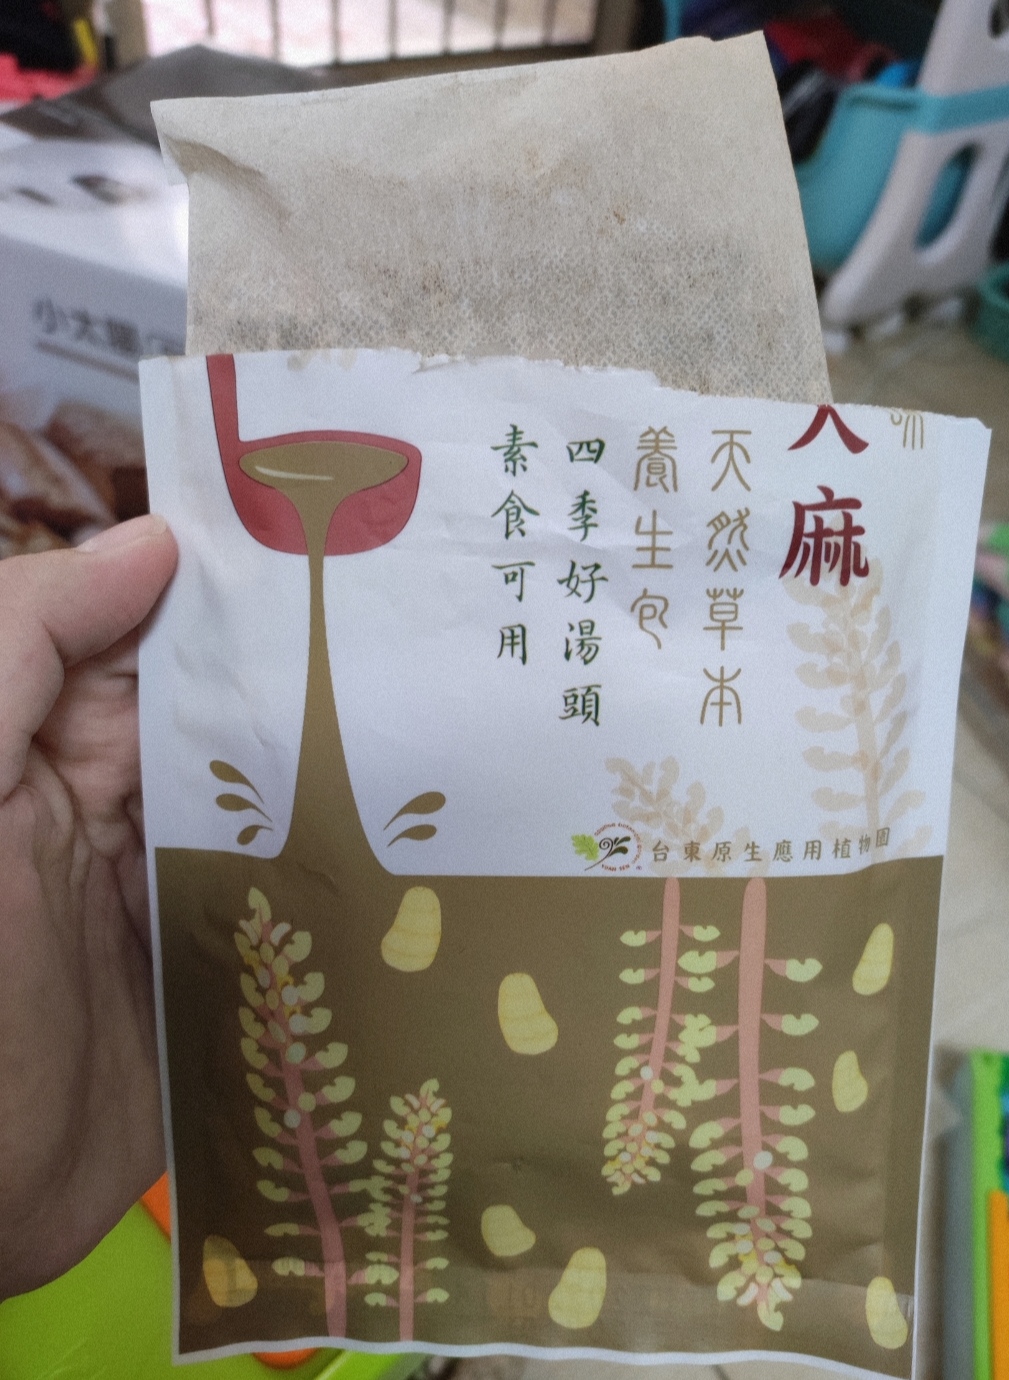 麻
天然草本
養生包
四季好湯頭
素食可用
台東原生應用植物園